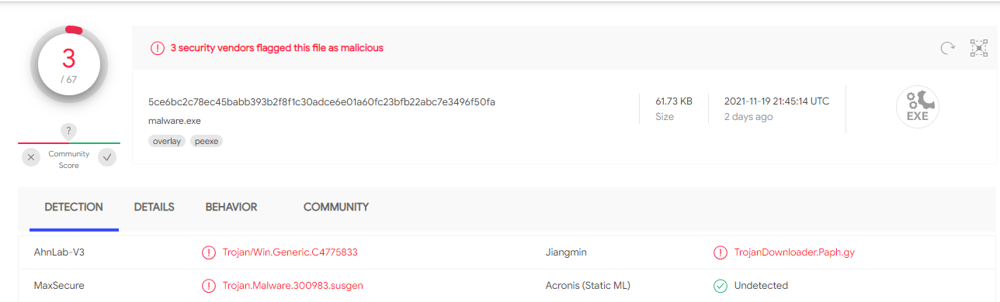 3
/ 67
?
Community
Score
3 security vendors flagged this file as malicious
5ce6bc2c78ec45babb393b2f8f1c30adce6e01a60fc23bfb22abc7e3496f50fa
malware.exe
overlay peexe
61.73 KB
Size
2021-11-19 21:45:14 UTC
2 days ago
EXE
DETECTION DETAILS BEHAVIOR COMMUNITY
AhnLab-V3 Trojan/Win.Generic.C4775833 Jiangmin TrojanDownloader.Paph.gy
MaxSecure Trojan.Malware.300983.susgen Acronis (Static ML) Undetected